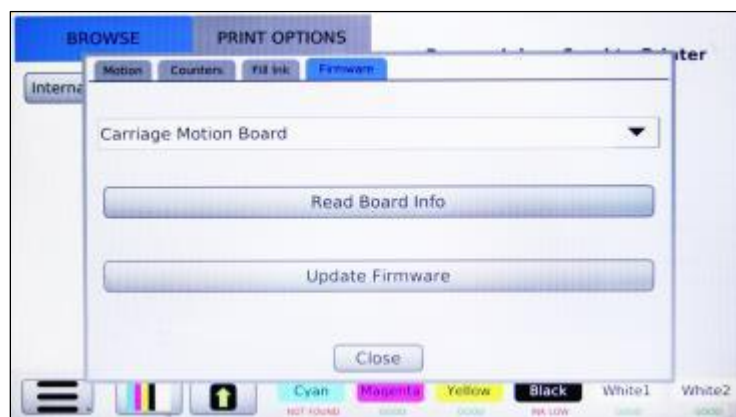 BROWSE PRINT OPTIONS
Motion Counters Fill Ink Firmware
Interna
Carriage Motion Board
Read Board Info
Update Firmware
Close
Cyan Magenta Yellow Black White1 White2
NOT FOUND GOOD GOOD INK LOW GOOD GOOD